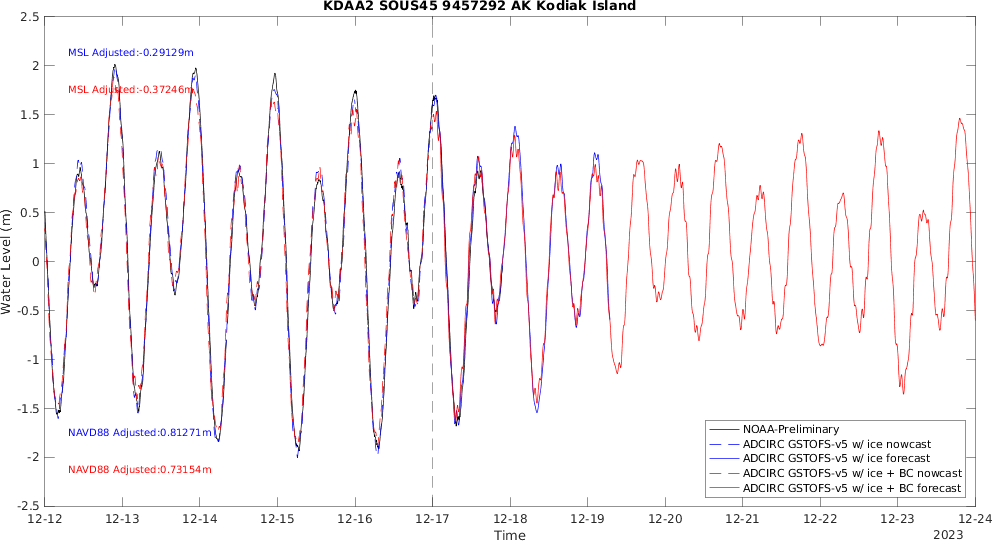 KDAA2 SOUS45 9457292 AK Kodiak Island
2.5
2
1.5
1
0.5
0
-0.5
-1
-1.5
-2
-2.5
Water Level (m)
MSL Adjusted:-0.29129m
MSL Adjusted:-0.37246m
NAVD88 Adjusted:0.81271m
NAVD88 Adjusted:0.73154m
NOAA-Preliminary
ADCIRC GSTOFS-v5 w/ ice nowcast
ADCIRC GSTOFS-v5 w/ ice forecast
ADCIRC GSTOFS-v5 w/ ice + BC nowcast
ADCIRC GSTOFS-v5 w/ ice + BC forecast
12-12 12-13 12-14 12-15 12-16 12-17 12-18 12-19 12-20 12-21 12-22 12-23 12-24
Time
2023